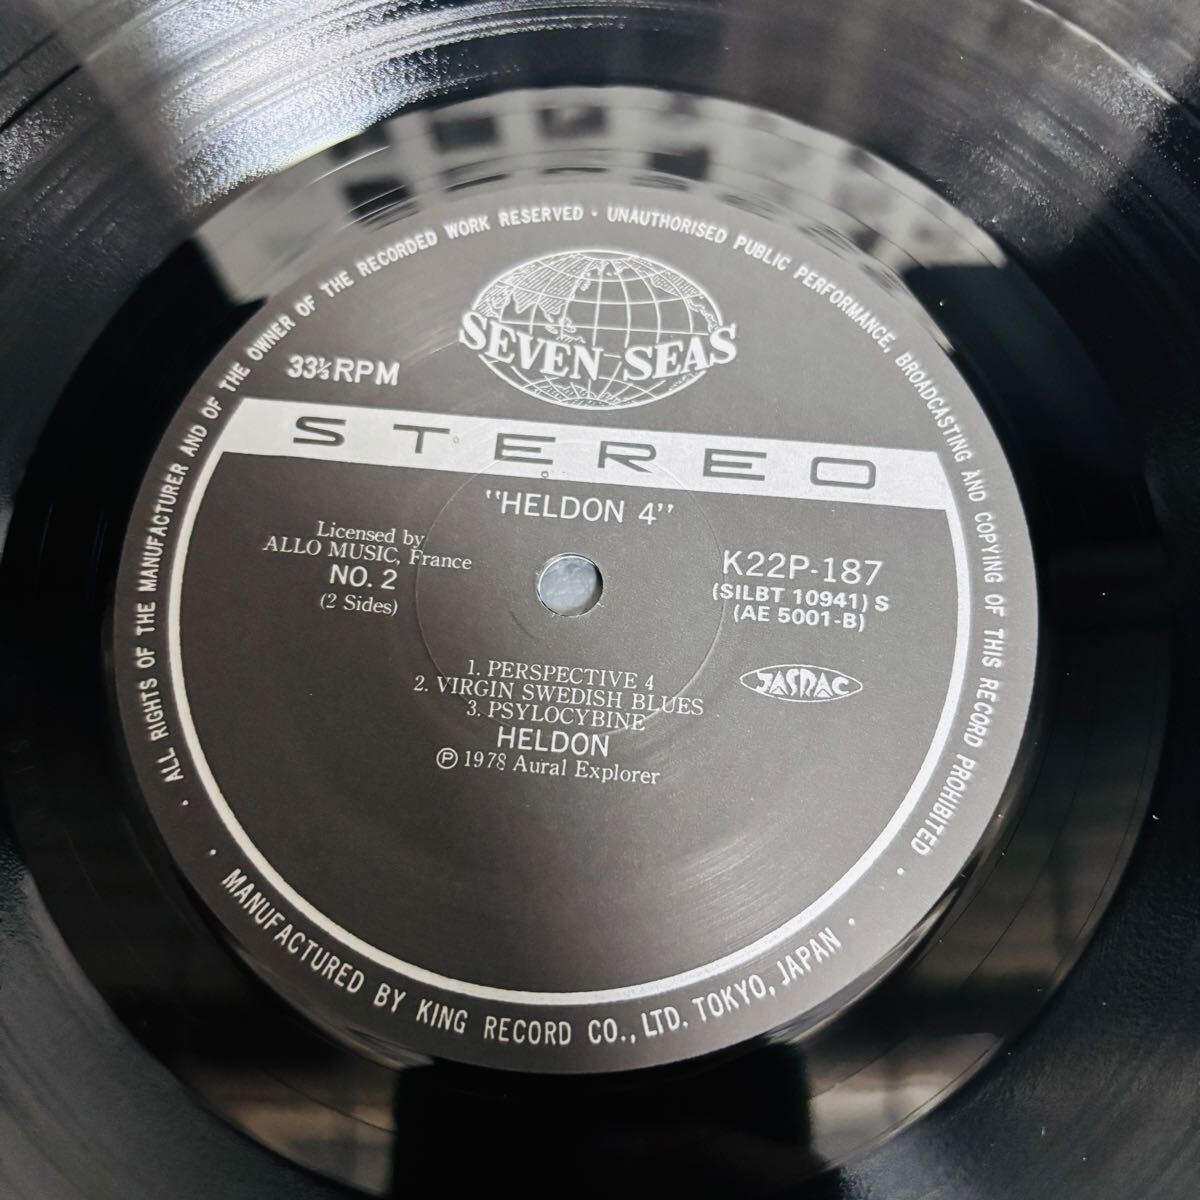 · ALL RIGHTS OF THE MANUFACTURER AND OF THE OWNER OF THE RECORDED WORK RESERVED · UNAUTHORISED PUBLIC PERFORMANCE, BROADCASTING AND COPYING OF THIS RECORD PROHIBITED ·
SEVEN SEAS
33⅓RPM
STEREO
"HELDON 4"
Licensed by
ALLO MUSIC, France
NO. 2
(2 Sides)
K22P-187
(SILBT 10941) S
(AE 5001-B)
JASRAC
1. PERSPECTIVE 4
2. VIRGIN SWEDISH BLUES
3. PSYLOCYBINE
HELDON
Ⓟ 1978 Aural Explorer
· MANUFACTURED BY KING RECORD CO., LTD. TOKYO, JAPAN ·